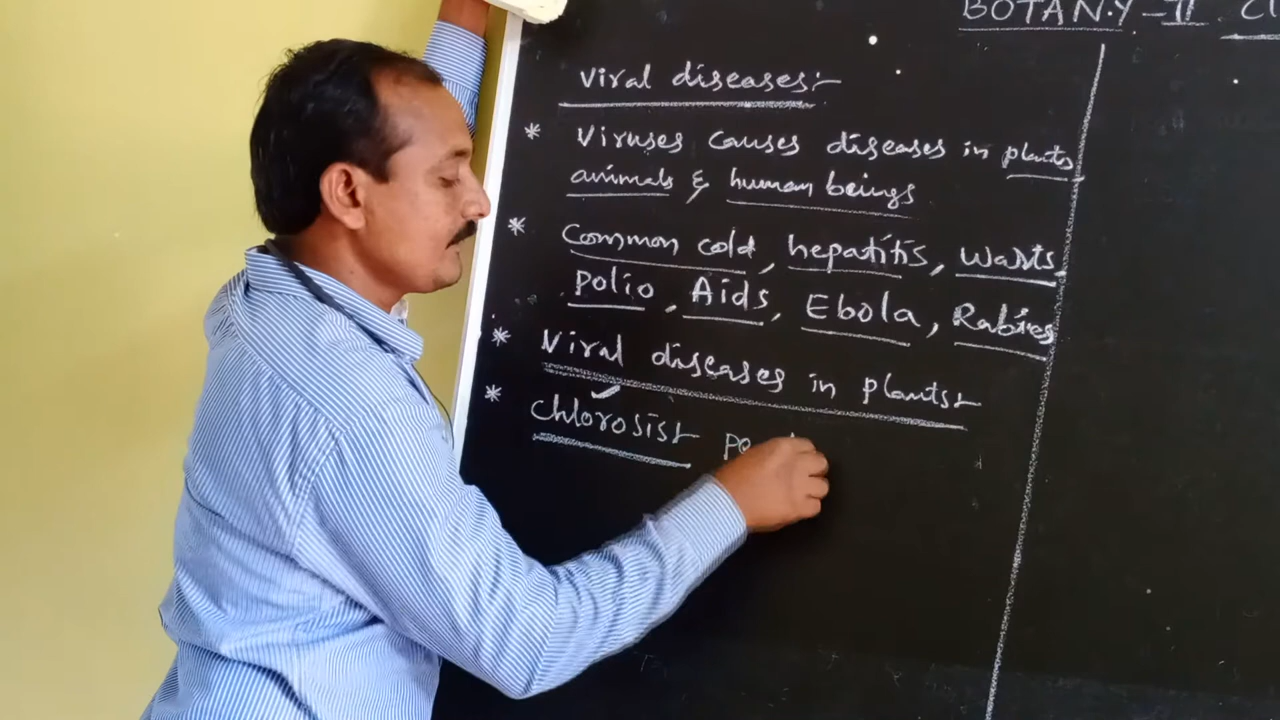 BOTANY-II
Viral diseases:-
* Viruses causes diseases in plants
animals & human beings
* Common cold, hepatitis, Warts,
Polio, Aids, Ebola, Rabies
* Viral diseases in plants:-
* Chlorosis:-